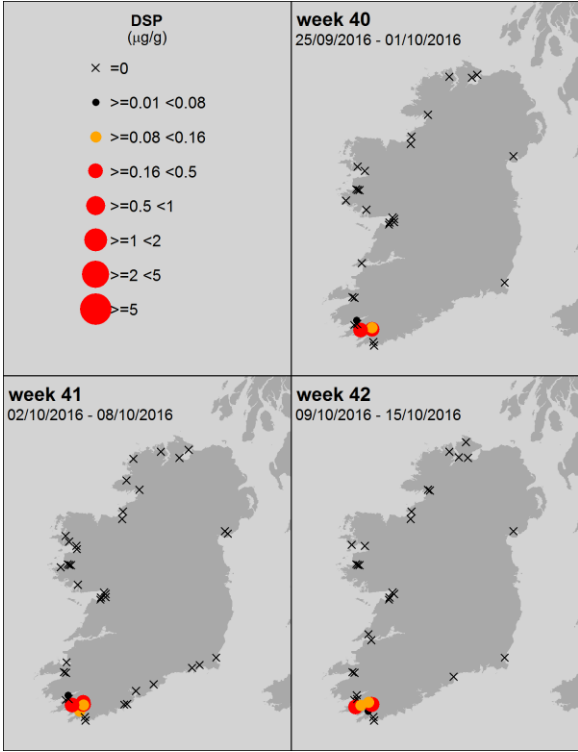 DSP
(µg/g)
=0
>=0.01 <0.08
>=0.08 <0.16
>=0.16 <0.5
>=0.5 <1
>=1 <2
>=2 <5
>=5
week 40
25/09/2016 - 01/10/2016
week 41
02/10/2016 - 08/10/2016
week 42
09/10/2016 - 15/10/2016